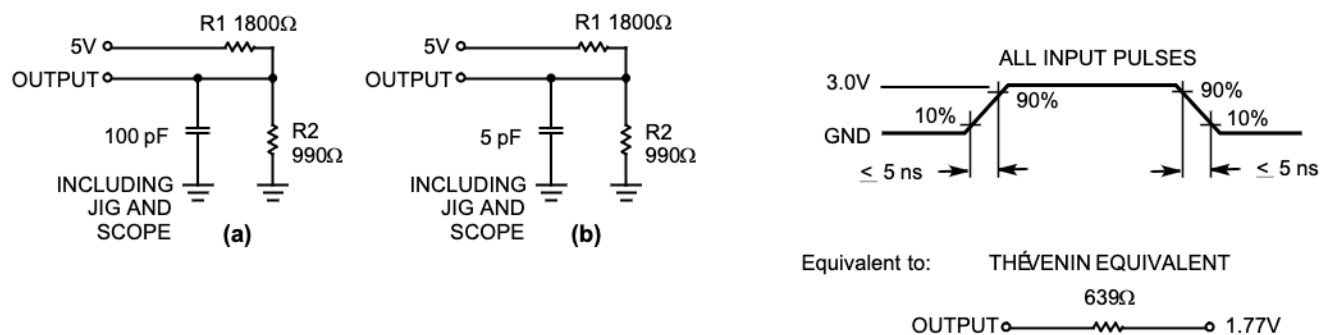 R1 1800Ω
5V
OUTPUT
100 pF
R2
990Ω
INCLUDING
JIG AND
SCOPE
(a)
R1 1800Ω
5V
OUTPUT
5 pF
R2
990Ω
INCLUDING
JIG AND
SCOPE
(b)
ALL INPUT PULSES
3.0V
90%
90%
10%
10%
GND
≤ 5 ns
≤ 5 ns
Equivalent to: THÉVENIN EQUIVALENT
639Ω
OUTPUT
1.77V